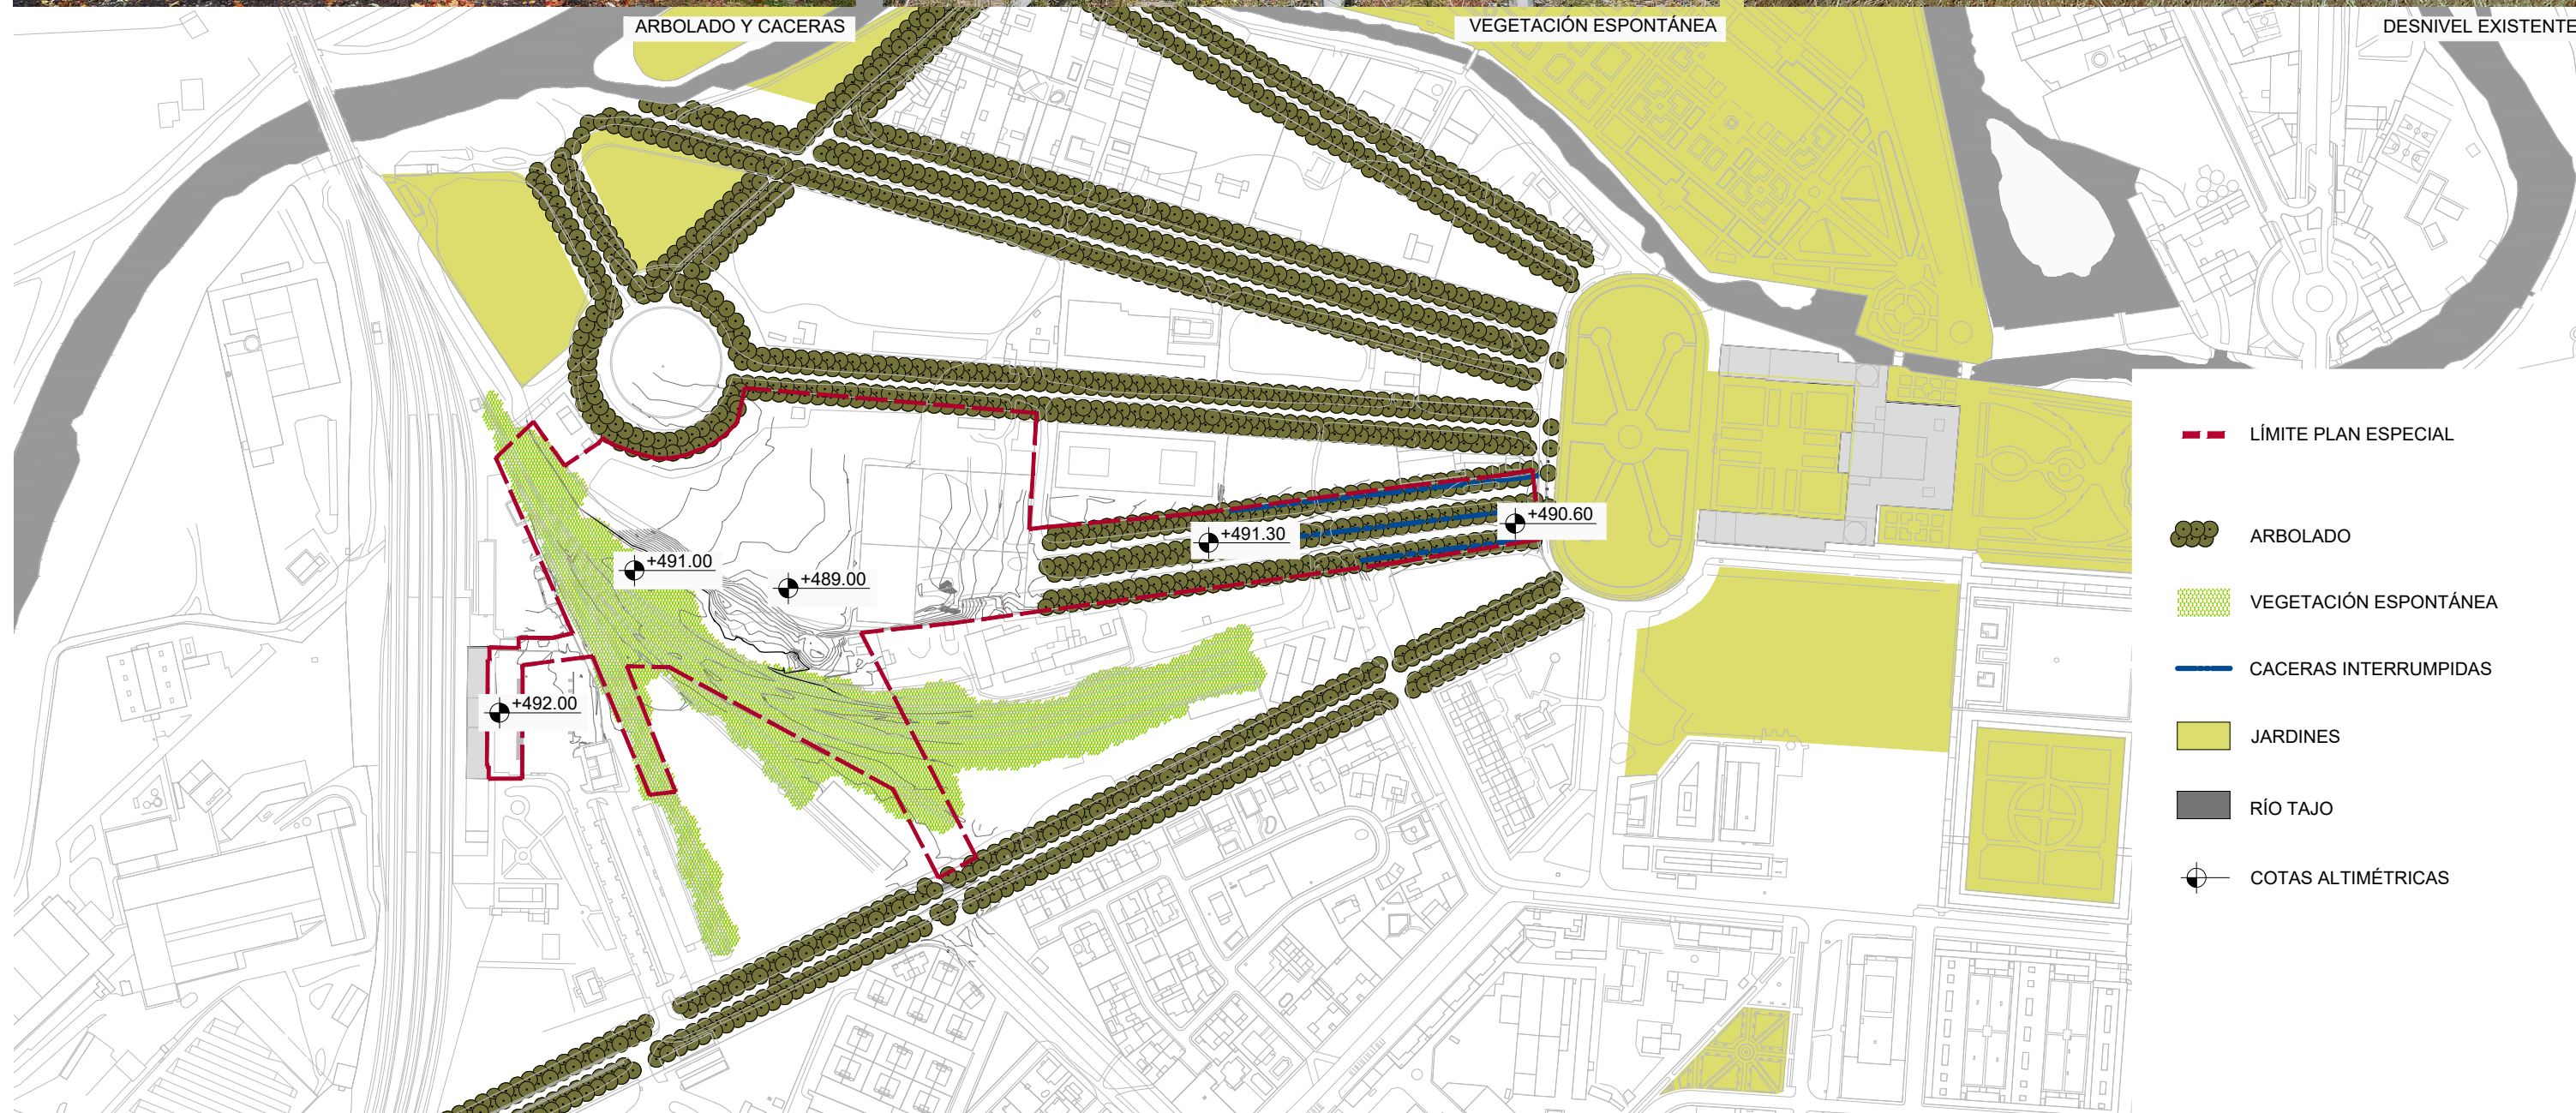 ARBOLADO Y CACERAS
VEGETACIÓN ESPONTÁNEA
DESNIVEL EXISTENTE
LÍMITE PLAN ESPECIAL
ARBOLADO
VEGETACIÓN ESPONTÁNEA
CACERAS INTERRUMPIDAS
JARDINES
RÍO TAJO
COTAS ALTIMÉTRICAS
+490.60
+491.30
+491.00
+489.00
+492.00